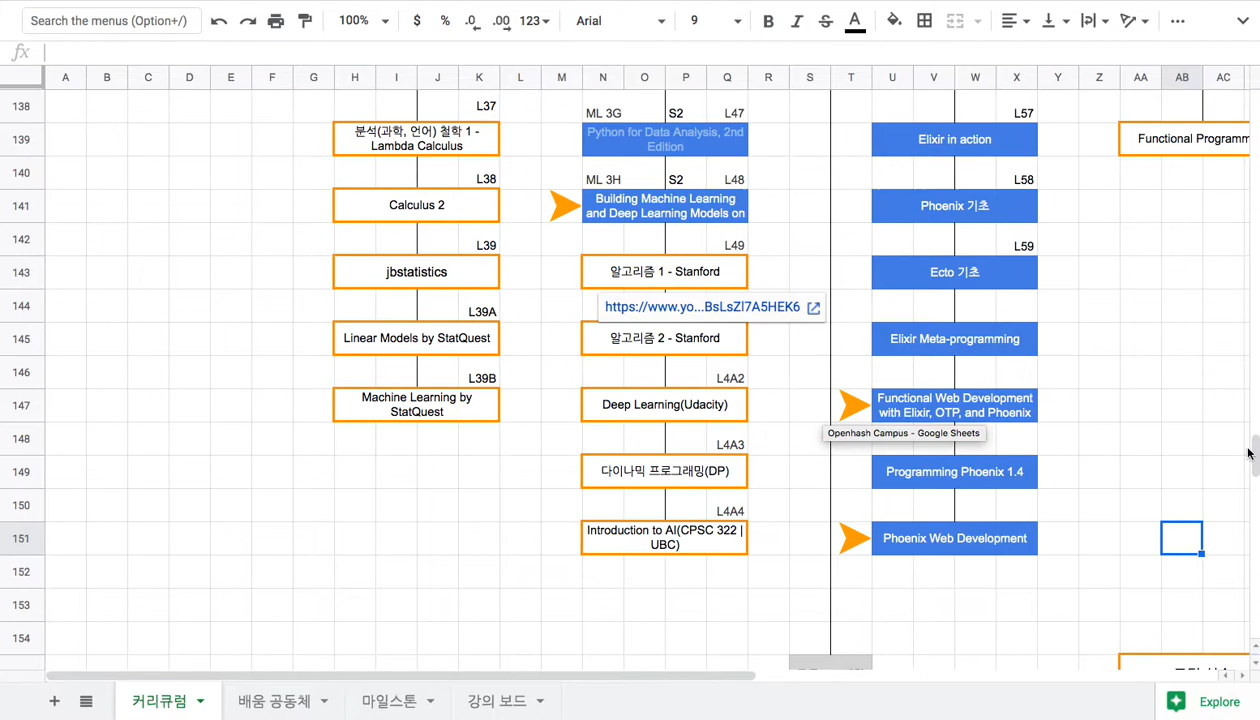 Search the menus (Option+/)
100%
$ % .0 .00 123
Arial
9
B I S A
fx
A B C D E F G H I J K L M N O P Q R S T U V W X Y Z AA AB AC
138
L37
ML 3G S2 L47
L57
139
분석(과학, 언어) 철학 1 -
Lambda Calculus
Python for Data Analysis, 2nd
Edition
Elixir in action
Functional Programm
140
L38
ML 3H S2 L48
L58
141
Calculus 2
Building Machine Learning
and Deep Learning Models on
Phoenix 기초
142
L39
L49
L59
143
jbstatistics
알고리즘 1 - Stanford
Ecto 기초
144
L39A
https://www.yo...BsLsZl7A5HEK6
145
Linear Models by StatQuest
알고리즘 2 - Stanford
Elixir Meta-programming
146
L39B
L4A2
147
Machine Learning by
StatQuest
Deep Learning(Udacity)
Functional Web Development
with Elixir, OTP, and Phoenix
Openhash Campus - Google Sheets
148
L4A3
149
다이나믹 프로그래밍(DP)
Programming Phoenix 1.4
150
L4A4
151
Introduction to AI(CPSC 322 |
UBC)
Phoenix Web Development
152
153
154
커리큘럼
배움 공동체
마일스톤
강의 보드
Explore